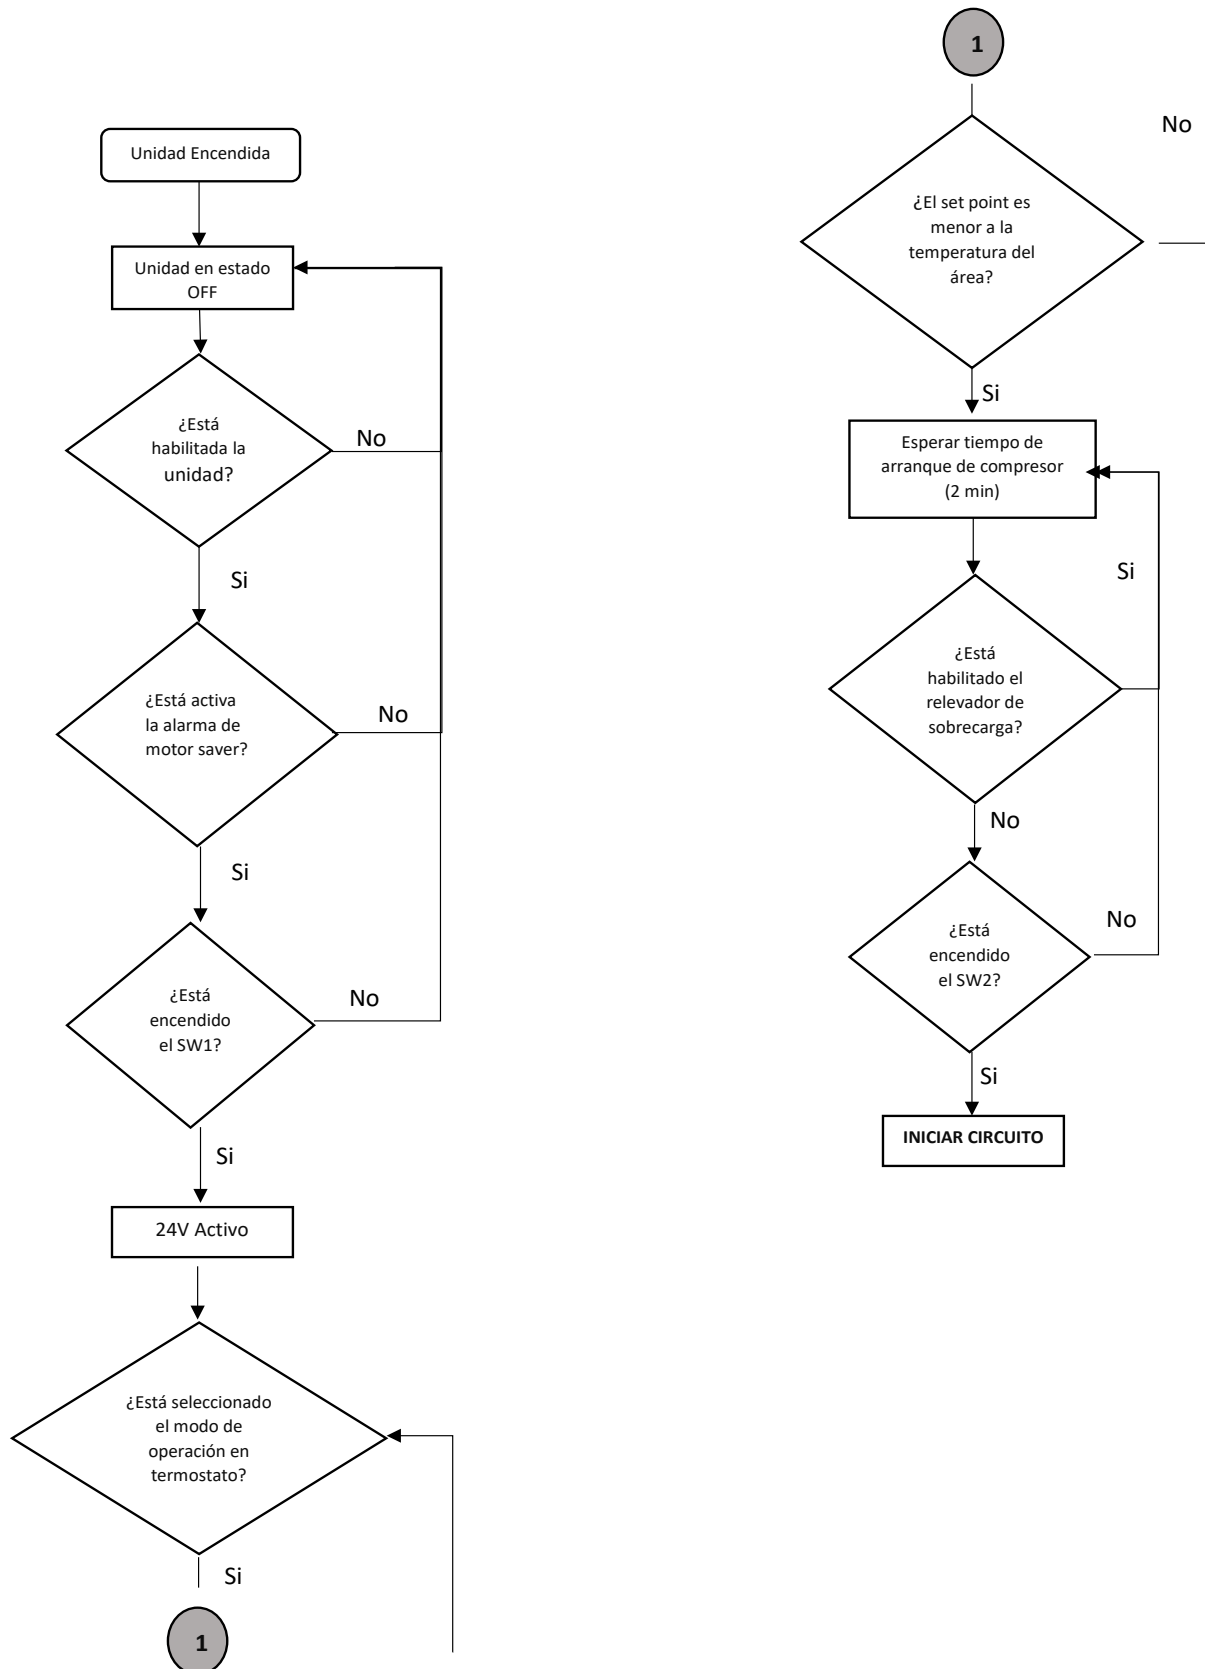 Unidad Encendida
Unidad en estado
OFF
¿Está
habilitada la
unidad?
No
Si
¿Está activa
la alarma de
motor saver?
No
Si
¿Está
encendido
el SW1?
No
Si
24V Activo
¿Está seleccionado
el modo de
operación en
termostato?
Si
1
1
No
¿El set point es
menor a la
temperatura del
área?
Si
Esperar tiempo de
arranque de compresor
(2 min)
Si
¿Está
habilitado el
relevador de
sobrecarga?
No
¿Está
encendido
el SW2?
No
Si
INICIAR CIRCUITO